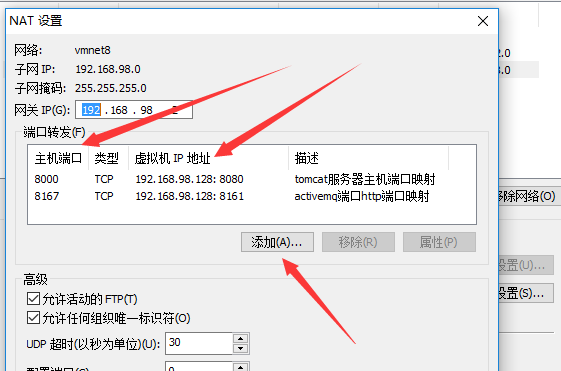 NAT 设置
网络: vmnet8
2.0
子网 IP: 192.168.98.0
3.0
子网掩码: 255.255.255.0
网关 IP(G): 192 . 168 . 98 . 2
端口转发(F)
主机端口 类型 虚拟机 IP 地址 描述
8000 TCP 192.168.98.128: 8080 tomcat服务器主机端口映射
8167 TCP 192.168.98.128: 8161 activemq端口http端口映射
移除网络(O)
添加(A)... 移除(R) 属性(P)
设置(U)...
高级
设置(S)...
允许活动的 FTP(T)
允许任何组织唯一标识符(O)
UDP 超时(以秒为单位)(U): 30